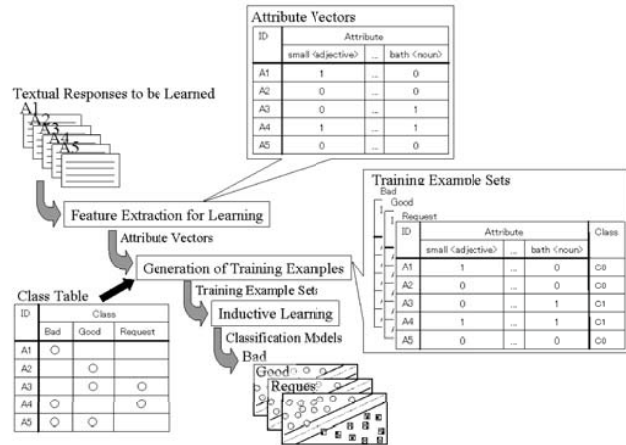 Attribute Vectors
ID Attribute
small <adjective> ... bath <noun>
A1 1 ... 0
A2 0 ... 0
A3 0 ... 1
A4 1 ... 1
A5 0 ... 0
Textual Responses to be Learned
A1
A2
A3
A4
A5
Feature Extraction for Learning
Attribute Vectors
Generation of Training Examples
Training Example Sets
Inductive Learning
Classification Models
Bad
Good
Reques
Class Table
ID Class
Bad Good Request
A1
A2
A3
A4
A5
Training Example Sets
Bad
Good
Request
ID Attribute Class
small <adjective> ... bath <noun>
A1 1 ... 0 C0
A2 0 ... 0 C0
A3 0 ... 1 C1
A4 1 ... 1 C1
A5 0 ... 0 C0